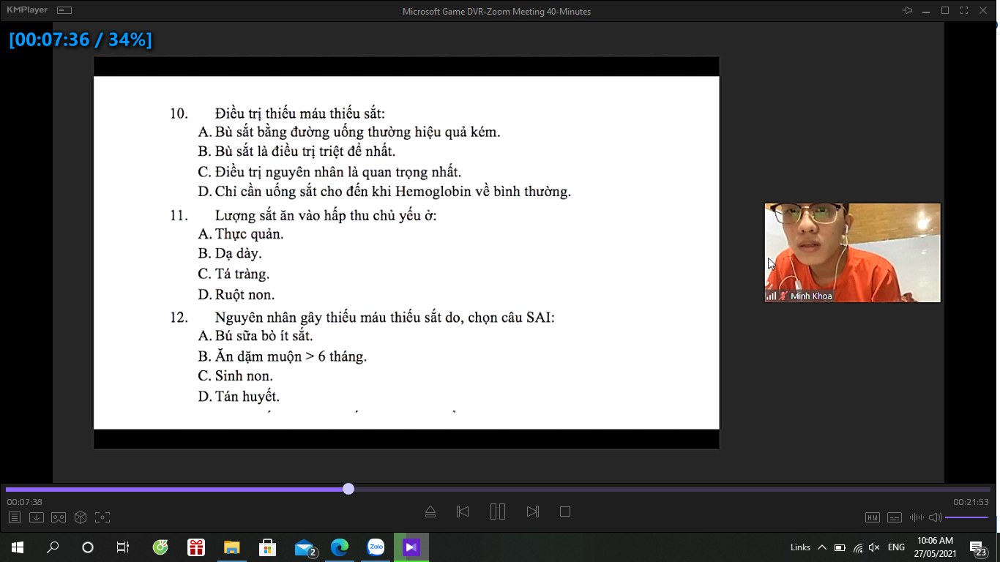 KMPlayer
Microsoft Game DVR-Zoom Meeting 40-Minutes
[00:07:36 / 34%]
10. Điều trị thiếu máu thiếu sắt:
A. Bù sắt bằng đường uống thường hiệu quả kém.
B. Bù sắt là điều trị triệt để nhất.
C. Điều trị nguyên nhân là quan trọng nhất.
D. Chỉ cần uống sắt cho đến khi Hemoglobin về bình thường.
11. Lượng sắt ăn vào hấp thu chủ yếu ở:
A. Thực quản.
B. Dạ dày.
C. Tá tràng.
D. Ruột non.
12. Nguyên nhân gây thiếu máu thiếu sắt do, chọn câu SAI:
A. Bú sữa bò ít sắt.
B. Ăn dặm muộn > 6 tháng.
C. Sinh non.
D. Tán huyết.
Minh Khoa
00:07:38
00:21:53
HW
2
Zalo
Links
ENG
10:06 AM
27/05/2021
23